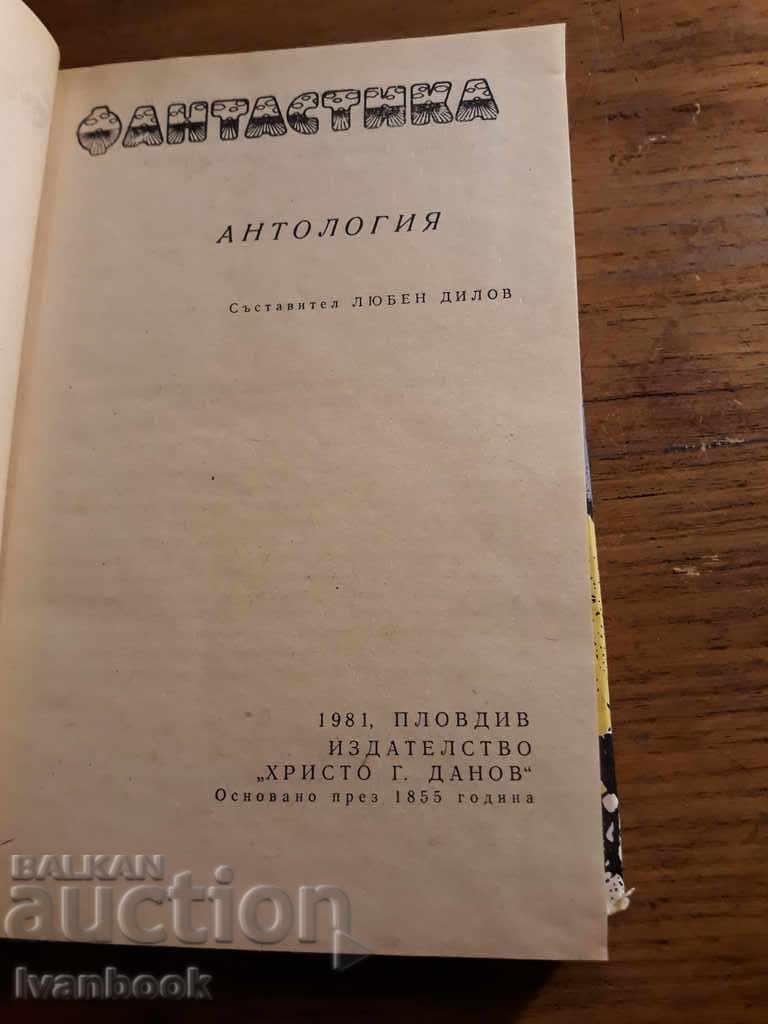 ФАНТАСТИКА
АНТОЛОГИЯ
Съставител ЛЮБЕН ДИЛОВ
1981, ПЛОВДИВ
ИЗДАТЕЛСТВО
„ХРИСТО Г. ДАНОВ“
Основано през 1855 година
BALKAN
auction
Ivanbook